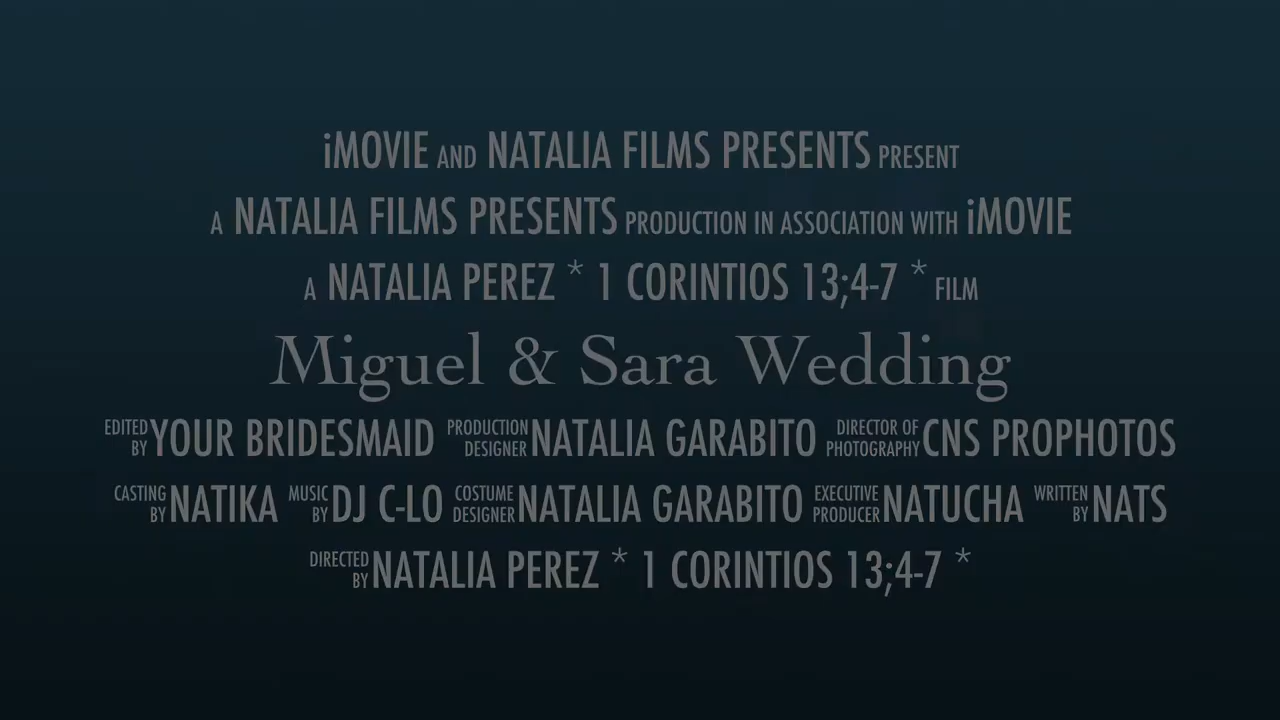 iMOVIE AND NATALIA FILMS PRESENTS PRESENT
A NATALIA FILMS PRESENTS PRODUCTION IN ASSOCIATION WITH iMOVIE
A NATALIA PEREZ * 1 CORINTIOS 13;4-7 * FILM
Miguel & Sara Wedding
EDITED BY YOUR BRIDESMAID PRODUCTION DESIGNER NATALIA GARABITO DIRECTOR OF PHOTOGRAPHY CNS PROPHOTOS
CASTING BY NATIKA MUSIC BY DJ C-LO COSTUME DESIGNER NATALIA GARABITO EXECUTIVE PRODUCER NATUCHA WRITTEN BY NATS
DIRECTED BY NATALIA PEREZ * 1 CORINTIOS 13;4-7 *